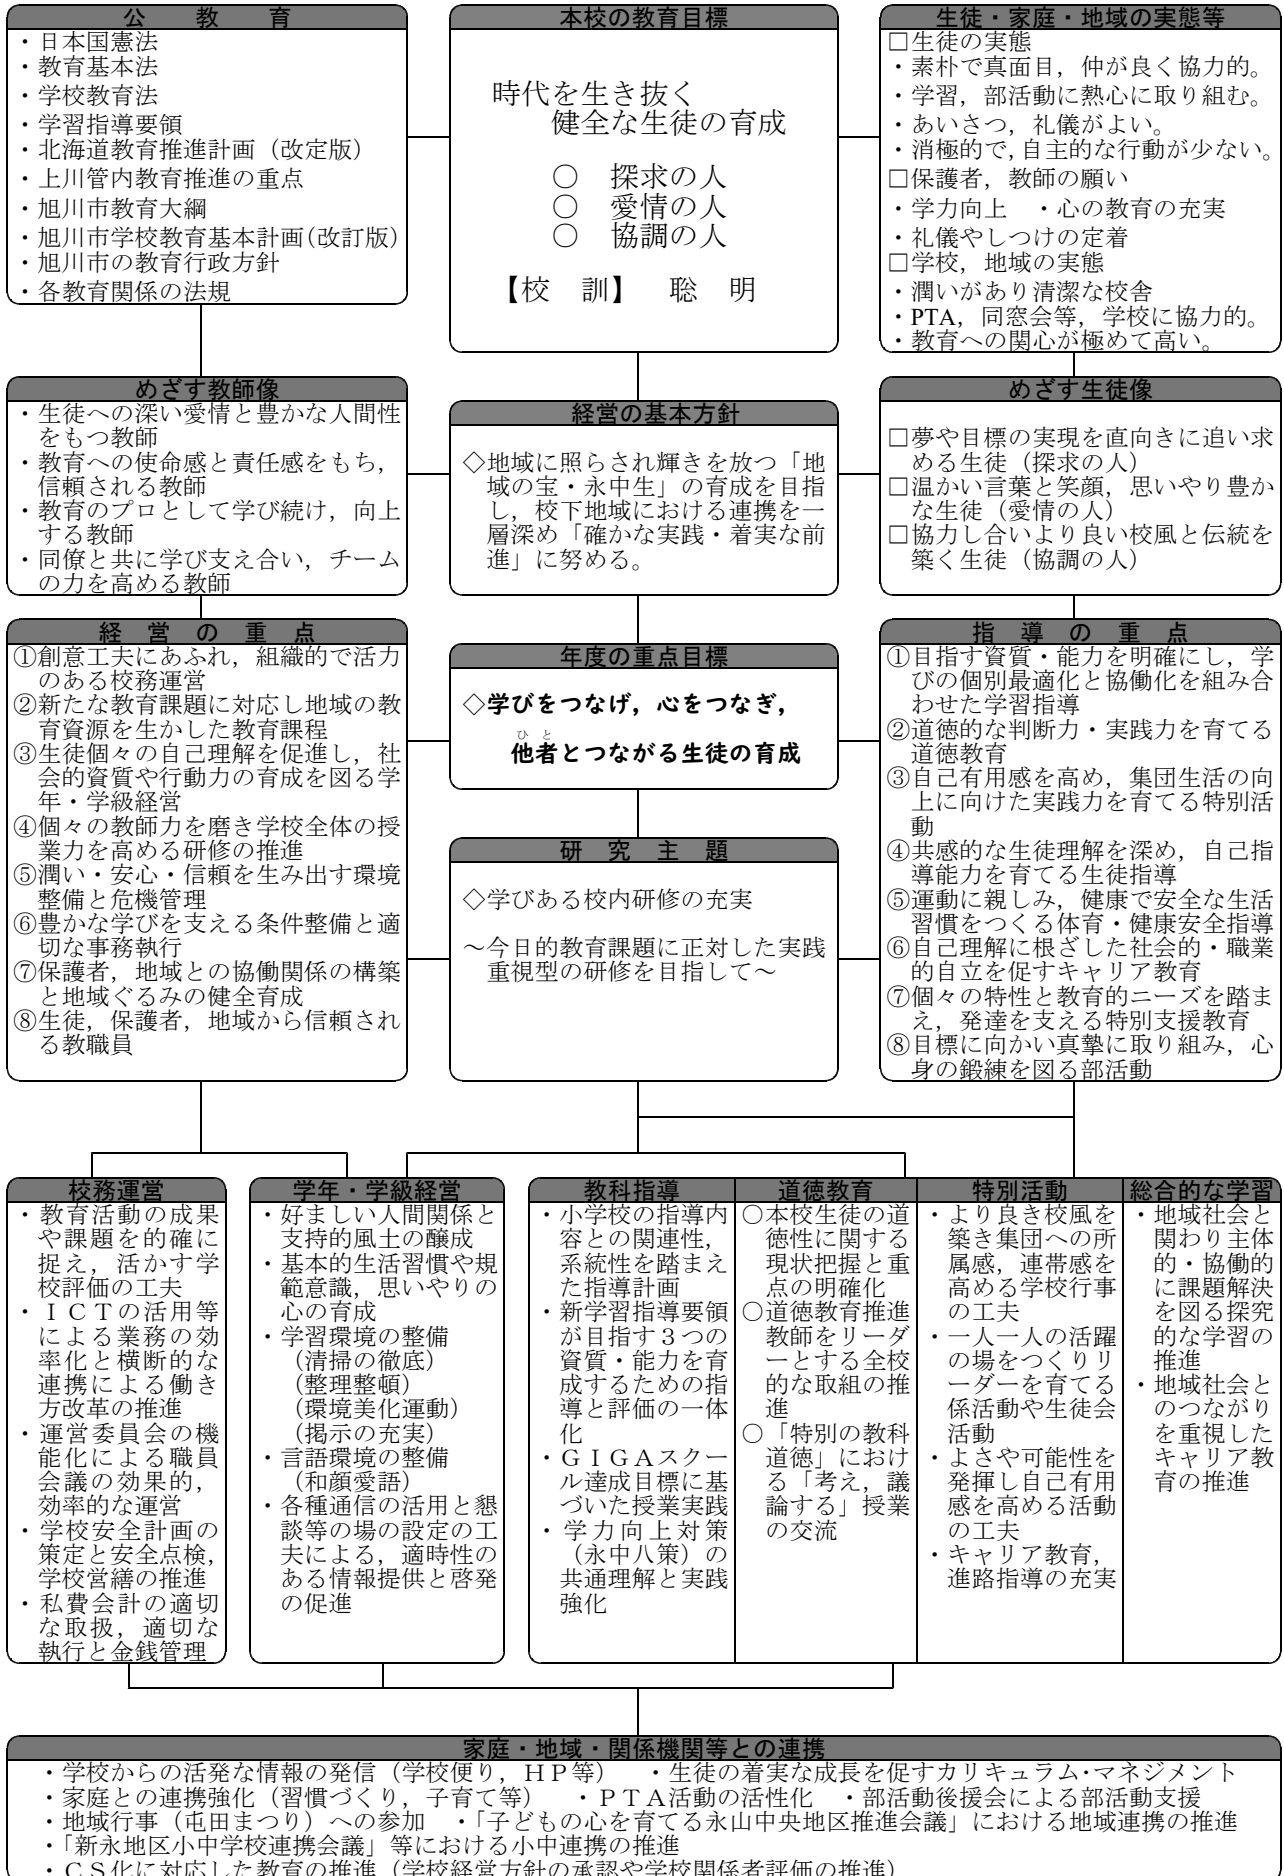 公　教　育
・日本国憲法
・教育基本法
・学校教育法
・学習指導要領
・北海道教育推進計画（改定版）
・上川管内教育推進の重点
・旭川市教育大綱
・旭川市学校教育基本計画(改訂版)
・旭川市の教育行政方針
・各教育関係の法規
本校の教育目標
時代を生き抜く
健全な生徒の育成
○　探求の人
○　愛情の人
○　協調の人
【校　訓】　聡　明
生徒・家庭・地域の実態等
□生徒の実態
・素朴で真面目，仲が良く協力的。
・学習，部活動に熱心に取り組む。
・あいさつ，礼儀がよい。
・消極的で，自主的な行動が少ない。
□保護者，教師の願い
・学力向上　・心の教育の充実
・礼儀やしつけの定着
□学校，地域の実態
・潤いがあり清潔な校舎
・PTA，同窓会等，学校に協力的。
・教育への関心が極めて高い。
めざす教師像
・生徒への深い愛情と豊かな人間性
をもつ教師
・教育への使命感と責任感をもち，
信頼される教師
・教育のプロとして学び続け，向上
する教師
・同僚と共に学び支え合い，チーム
の力を高める教師
経営の基本方針
◇地域に照らされ輝きを放つ「地
域の宝・永中生」の育成を目指
し，校下地域における連携を一
層深め「確かな実践・着実な前
進」に努める。
めざす生徒像
□夢や目標の実現を直向きに追い求
める生徒（探求の人）
□温かい言葉と笑顔，思いやり豊か
な生徒（愛情の人）
□協力し合いより良い校風と伝統を
築く生徒（協調の人）
経　営　の　重　点
①創意工夫にあふれ，組織的で活力
のある校務運営
②新たな教育課題に対応し地域の教
育資源を生かした教育課程
③生徒個々の自己理解を促進し，社
会的資質や行動力の育成を図る学
年・学級経営
④個々の教師力を磨き学校全体の授
業力を高める研修の推進
⑤潤い・安心・信頼を生み出す環境
整備と危機管理
⑥豊かな学びを支える条件整備と適
切な事務執行
⑦保護者，地域との協働関係の構築
と地域ぐるみの健全育成
⑧生徒，保護者，地域から信頼され
る教職員
年度の重点目標
◇学びをつなげ，心をつなぎ，
ひと
他者とつながる生徒の育成
研　究　主　題
◇学びある校内研修の充実
～今日的教育課題に正対した実践
重視型の研修を目指して～
指　導　の　重　点
①目指す資質・能力を明確にし，学
びの個別最適化と協働化を組み合
わせた学習指導
②道徳的な判断力・実践力を育てる
道徳教育
③自己有用感を高め，集団生活の向
上に向けた実践力を育てる特別活
動
④共感的な生徒理解を深め，自己指
導能力を育てる生徒指導
⑤運動に親しみ，健康で安全な生活
習慣をつくる体育・健康安全指導
⑥自己理解に根ざした社会的・職業
的自立を促すキャリア教育
⑦個々の特性と教育的ニーズを踏ま
え，発達を支える特別支援教育
⑧目標に向かい真摯に取り組み，心
身の鍛練を図る部活動
校務運営
・教育活動の成果
や課題を的確に
捉え，活かす学
校評価の工夫
・ＩＣＴの活用等
による業務の効
率化と横断的な
連携による働き
方改革の推進
・運営委員会の機
能化による職員
会議の効果的，
効率的な運営
・学校安全計画の
策定と安全点検，
学校営繕の推進
・私費会計の適切
な取扱，適切な
執行と金銭管理
学年・学級経営
・好ましい人間関係と
支持的風土の醸成
・基本的生活習慣や規
範意識，思いやりの
心の育成
・学習環境の整備
（清掃の徹底）
（整理整頓）
（環境美化運動）
（掲示の充実）
・言語環境の整備
（和顔愛語）
・各種通信の活用と懇
談等の場の設定の工
夫による，適時性の
ある情報提供と啓発
の促進
教科指導
・小学校の指導内
容との関連性，
系統性を踏まえ
た指導計画
・新学習指導要領
が目指す３つの
資質・能力を育
成するための指
導と評価の一体
化
・ＧＩＧＡスクー
ル達成目標に基
づいた授業実践
・学力向上対策
（永中八策）の
共通理解と実践
強化
道徳教育
○本校生徒の道
徳性に関する
現状把握と重
点の明確化
○道徳教育推進
教師をリーダ
ーとする全校
的な取組の推
進
○「特別の教科
道徳」におけ
る「考え，議
論する」授業
の交流
特別活動
・より良き校風を
築き集団への所
属感，連帯感を
高める学校行事
の工夫
・一人一人の活躍
の場をつくりリ
ーダーを育てる
係活動や生徒会
活動
・よさや可能性を
発揮し自己有用
感を高める活動
の工夫
・キャリア教育，
進路指導の充実
総合的な学習
・地域社会と
関わり主体
的・協働的
に課題解決
を図る探究
的な学習の
推進
・地域社会と
のつながり
を重視した
キャリア教
育の推進
家庭・地域・関係機関等との連携
・学校からの活発な情報の発信（学校便り，ＨＰ等）　・生徒の着実な成長を促すカリキュラム・マネジメント
・家庭との連携強化（習慣づくり，子育て等）　・ＰＴＡ活動の活性化　・部活動後援会による部活動支援
・地域行事（屯田まつり）への参加　・「子どもの心を育てる永山中央地区推進会議」における地域連携の推進
・「新永地区小中学校連携会議」等における小中連携の推進
・ＣＳ化に対応した教育の推進（学校経営方針の承認や学校関係者評価の推進）